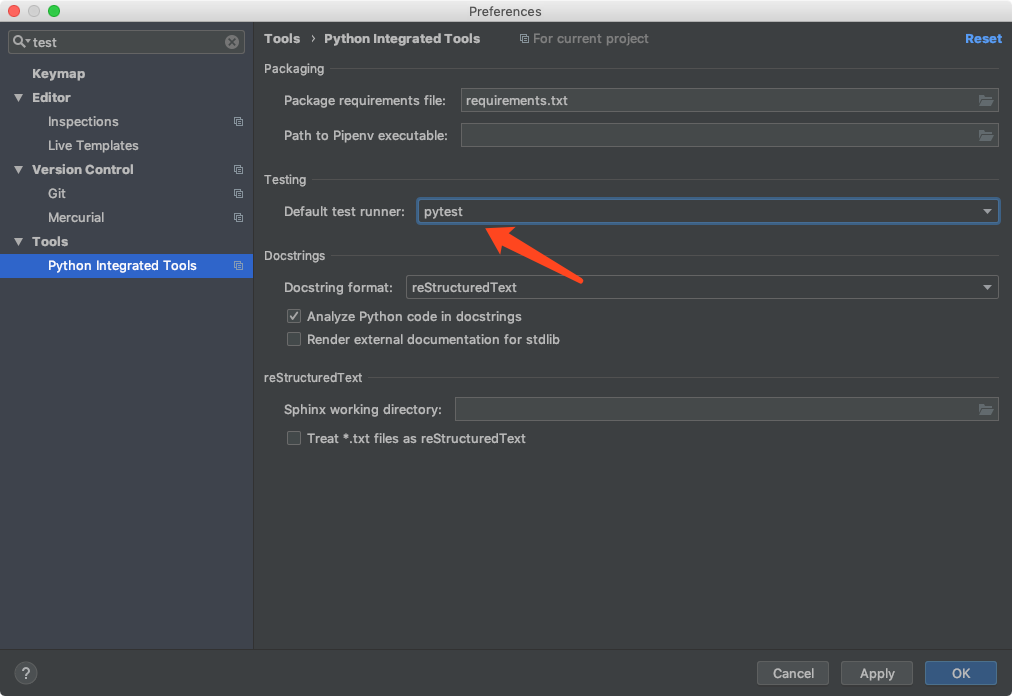 Preferences
test
Keymap
Editor
Inspections
Live Templates
Version Control
Git
Mercurial
Tools
Python Integrated Tools
Tools › Python Integrated Tools For current project Reset
Packaging
Package requirements file: requirements.txt
Path to Pipenv executable:
Testing
Default test runner: pytest
Docstrings
Docstring format: reStructuredText
Analyze Python code in docstrings
Render external documentation for stdlib
reStructuredText
Sphinx working directory:
Treat *.txt files as reStructuredText
? Cancel Apply OK